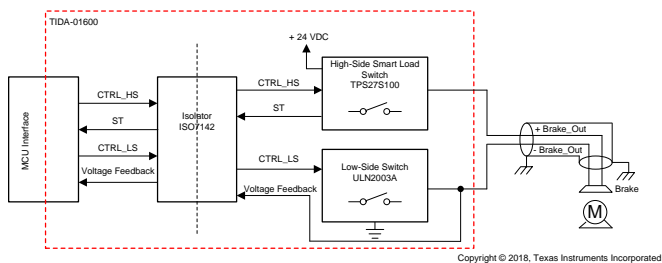 TIDA-01600
+ 24 VDC
High-Side Smart Load
Switch
TPS27S100
CTRL_HS
CTRL_HS
ST
ST
MCU Interface
Isolator
ISO7142
CTRL_LS
CTRL_LS
Voltage Feedback
Voltage Feedback
Low-Side Switch
ULN2003A
+ Brake_Out
- Brake_Out
Brake
M
Copyright © 2018, Texas Instruments Incorporated